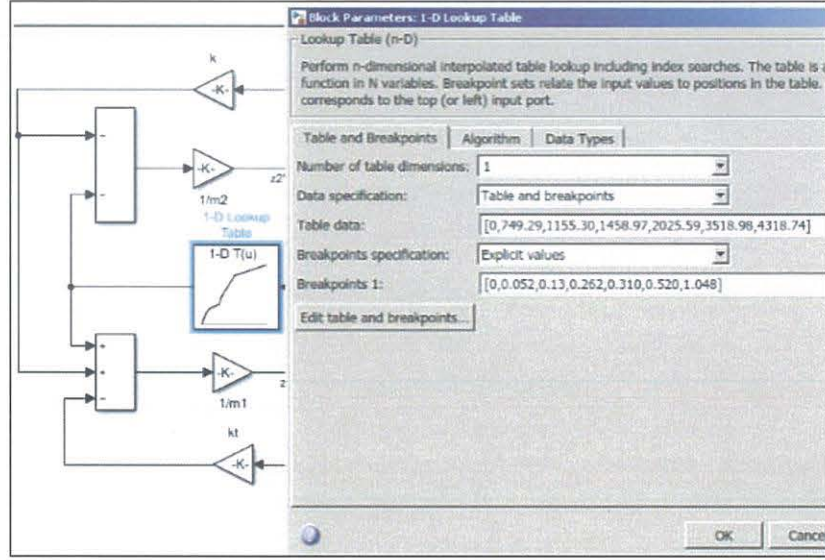 Block Parameters: 1-D Lookup Table
Lookup Table (n-D)
Perform n-dimensional interpolated table lookup including index searches. The table is a
function in N variables. Breakpoint sets relate the input values to positions in the table.
corresponds to the top (or left) input port.
Table and Breakpoints Algorithm Data Types
Number of table dimensions: 1
Data specification: Table and breakpoints
Table data: [0,749.29,1155.30,1458.97,2025.59,3518.98,4318.74]
Breakpoints specification: Explicit values
Breakpoints 1: [0,0.052,0.13,0.262,0.310,0.520,1.048]
Edit table and breakpoints...
OK Cance
k
-K-
-
-
-K-
z2'
1/m2
1-D Lookup
Table
1-D T(u)
+
+
-
-K-
z
1/m1
kt
-K-